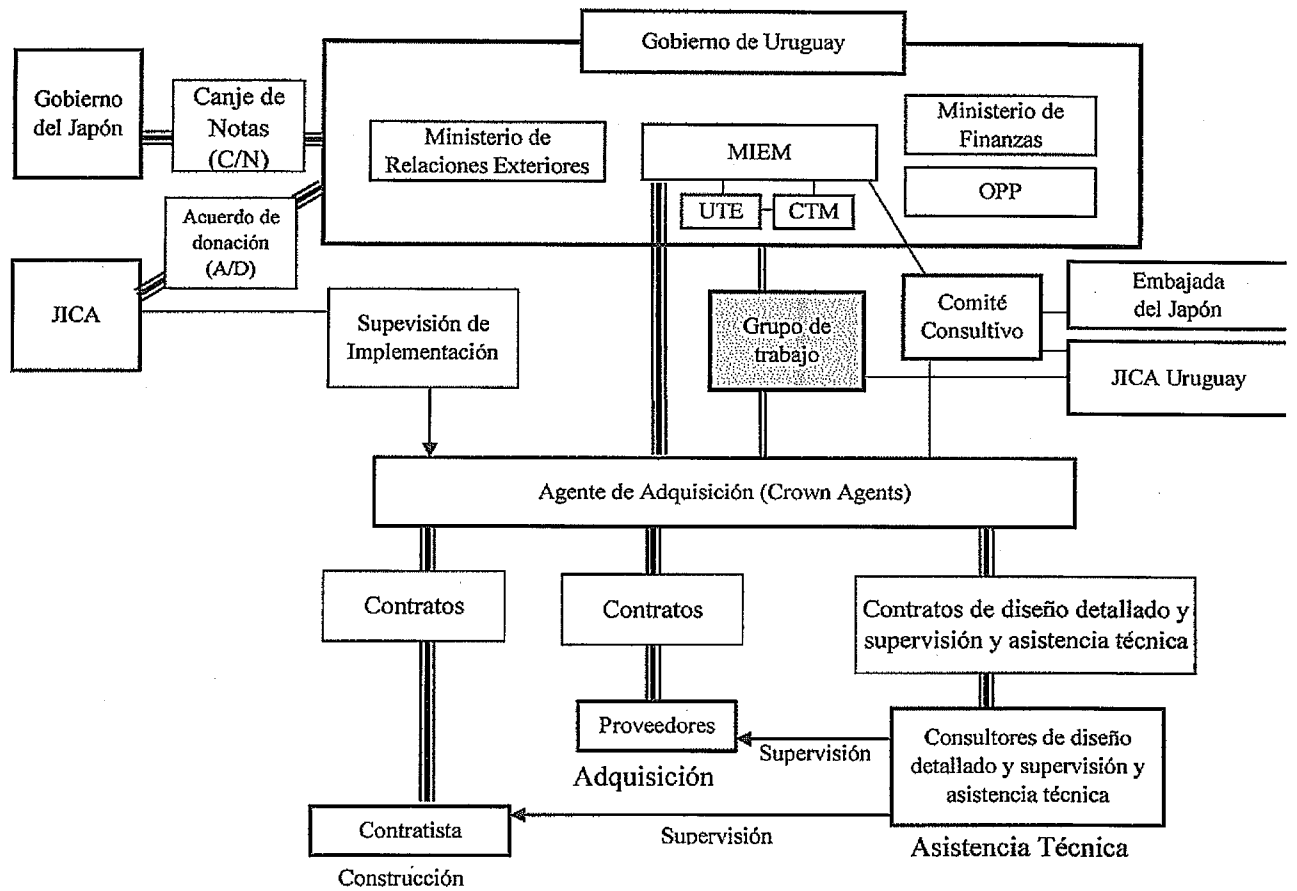 Gobierno de Uruguay
Gobierno
del Japón
Canje de
Notas
(C/N)
Ministerio de
Relaciones Exteriores
MIEM
UTE
CTM
Ministerio de
Finanzas
OPP
Acuerdo de
donación
(A/D)
JICA
Supevisión de
Implementación
Grupo de
trabajo
Comité
Consultivo
Embajada
del Japón
JICA Uruguay
Agente de Adquisición (Crown Agents)
Contratos
Contratos
Contratos de diseño detallado y
supervisión y asistencia técnica
Proveedores
Supervisión
Adquisición
Consultores de diseño
detallado y supervisión y
asistencia técnica
Contratista
Supervisión
Asistencia Técnica
Construcción